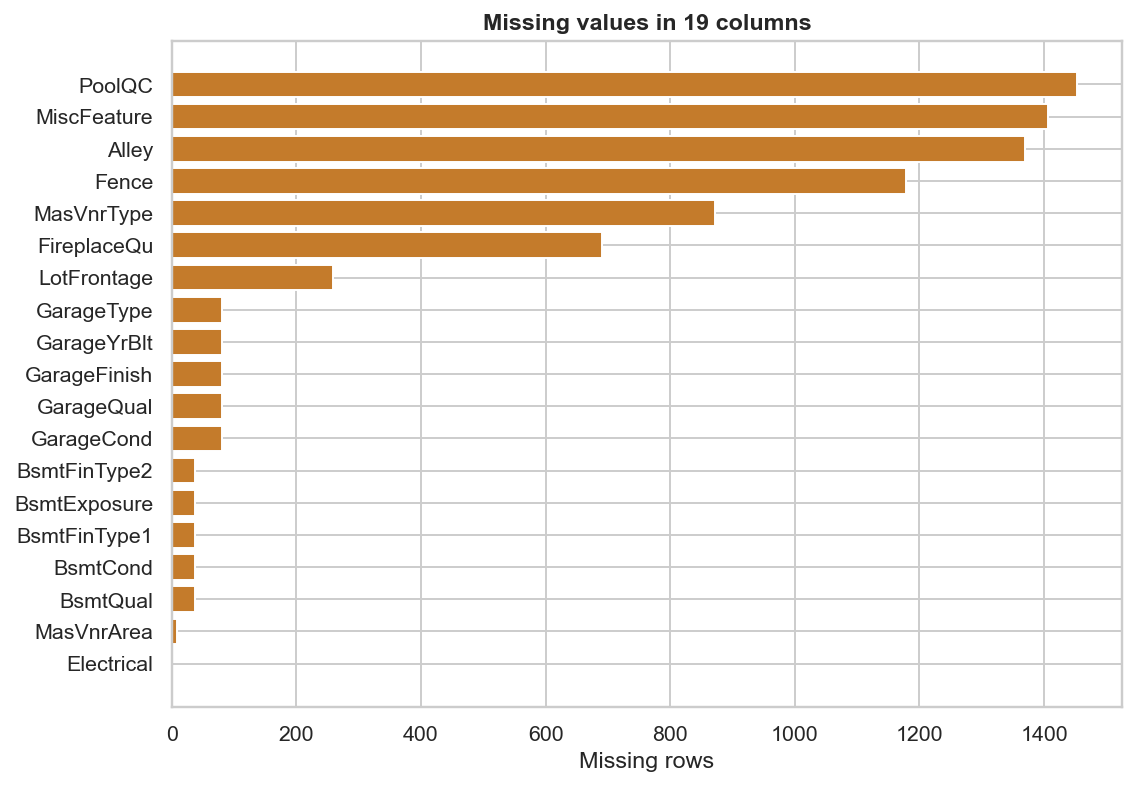 Missing values in 19 columns
PoolQC
MiscFeature
Alley
Fence
MasVnrType
FireplaceQu
LotFrontage
GarageType
GarageYrBlt
GarageFinish
GarageQual
GarageCond
BsmtFinType2
BsmtExposure
BsmtFinType1
BsmtCond
BsmtQual
MasVnrArea
Electrical
0 200 400 600 800 1000 1200 1400
Missing rows